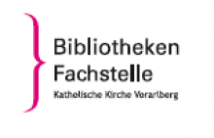 Bibliotheken
Fachstelle
Katholische Kirche Vorarlberg